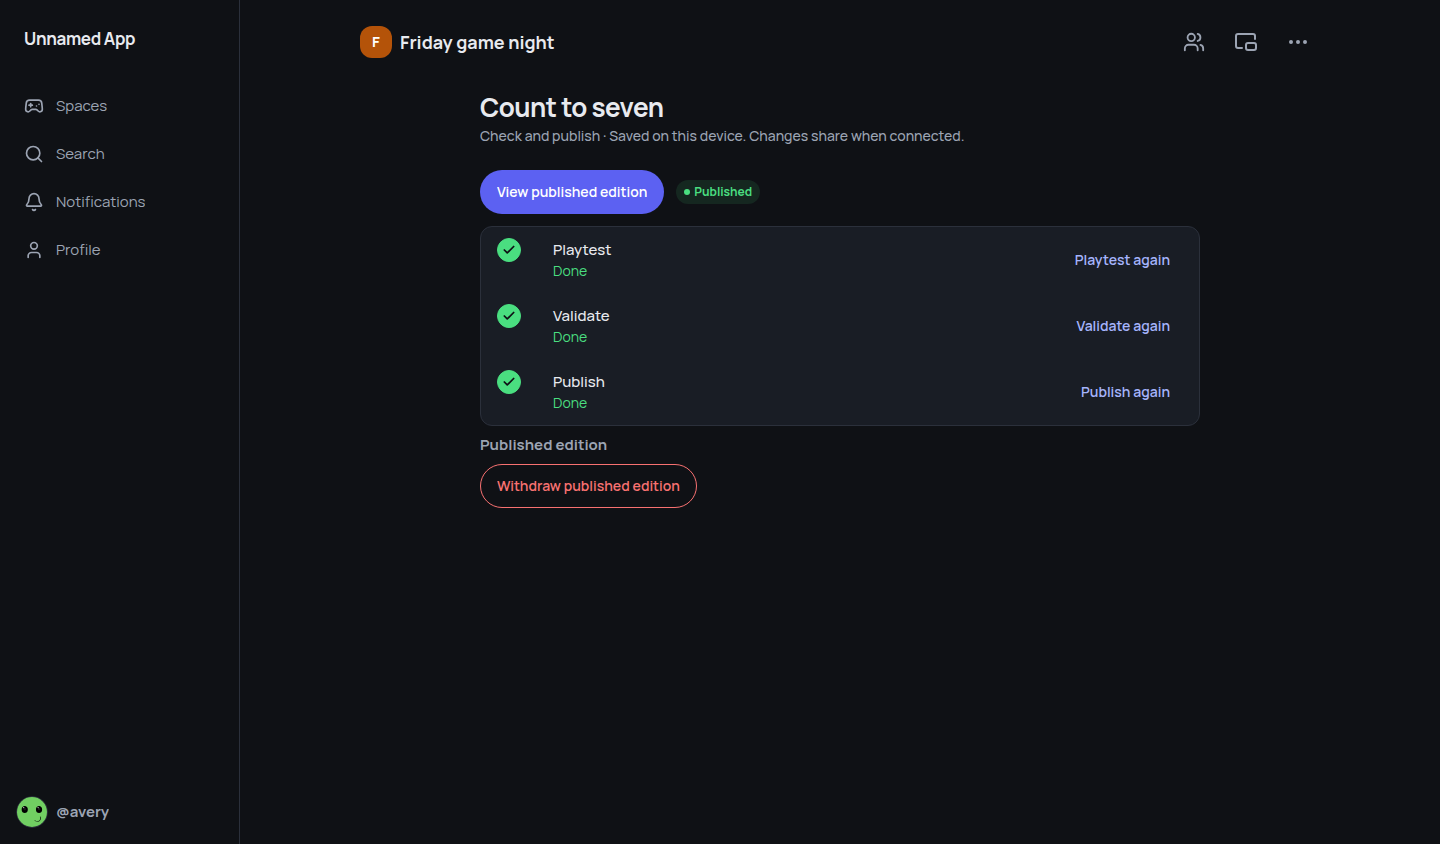 Unnamed App
Spaces
Search
Notifications
Profile
@avery
F
Friday game night
Count to seven
Check and publish · Saved on this device. Changes share when connected.
View published edition
Published
Playtest
Done
Playtest again
Validate
Done
Validate again
Publish
Done
Publish again
Published edition
Withdraw published edition